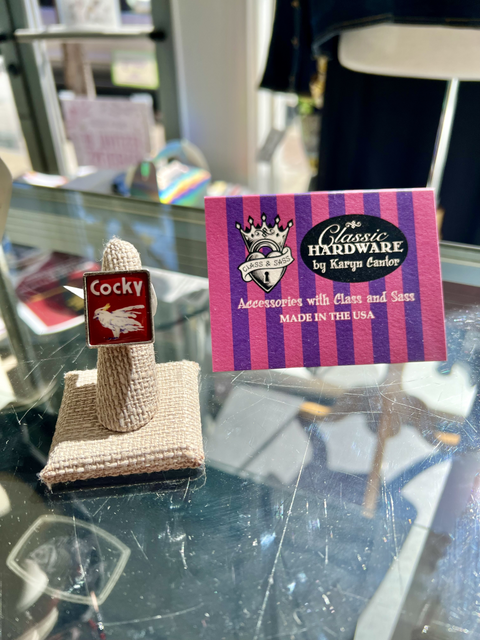 Cocky
CLASS & SASS
Classic
HARDWARE
by Karyn Cantor
Accessories with Class and Sass
MADE IN THE USA